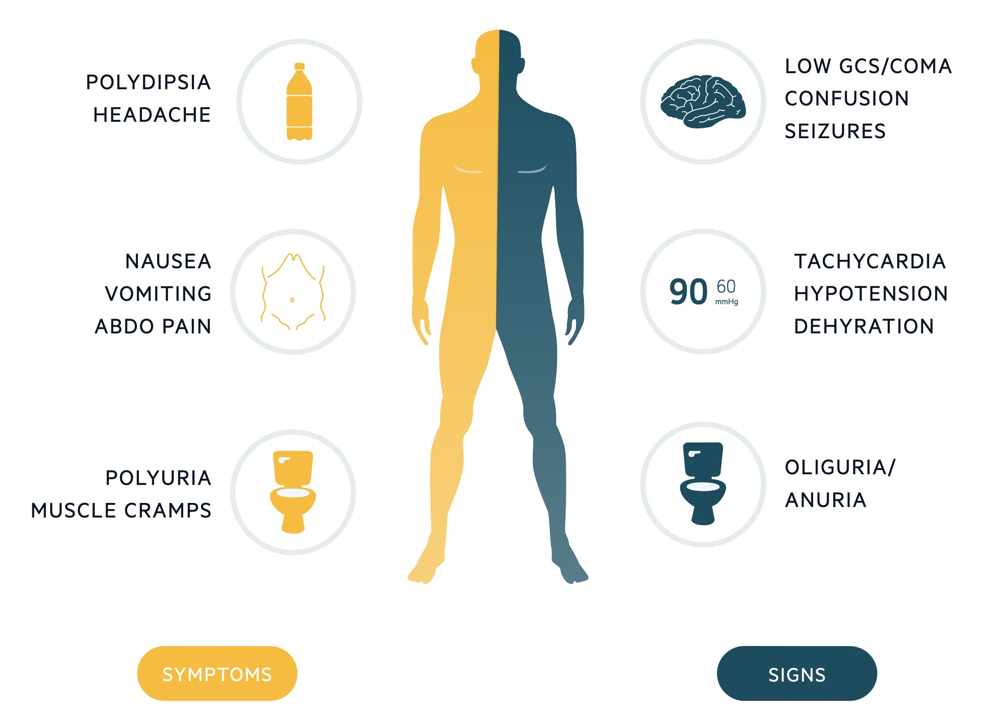 POLYDIPSIA
HEADACHE
NAUSEA
VOMITING
ABDO PAIN
POLYURIA
MUSCLE CRAMPS
SYMPTOMS
LOW GCS/COMA
CONFUSION
SEIZURES
90 60
mmHg
TACHYCARDIA
HYPOTENSION
DEHYRATION
OLIGURIA/
ANURIA
SIGNS